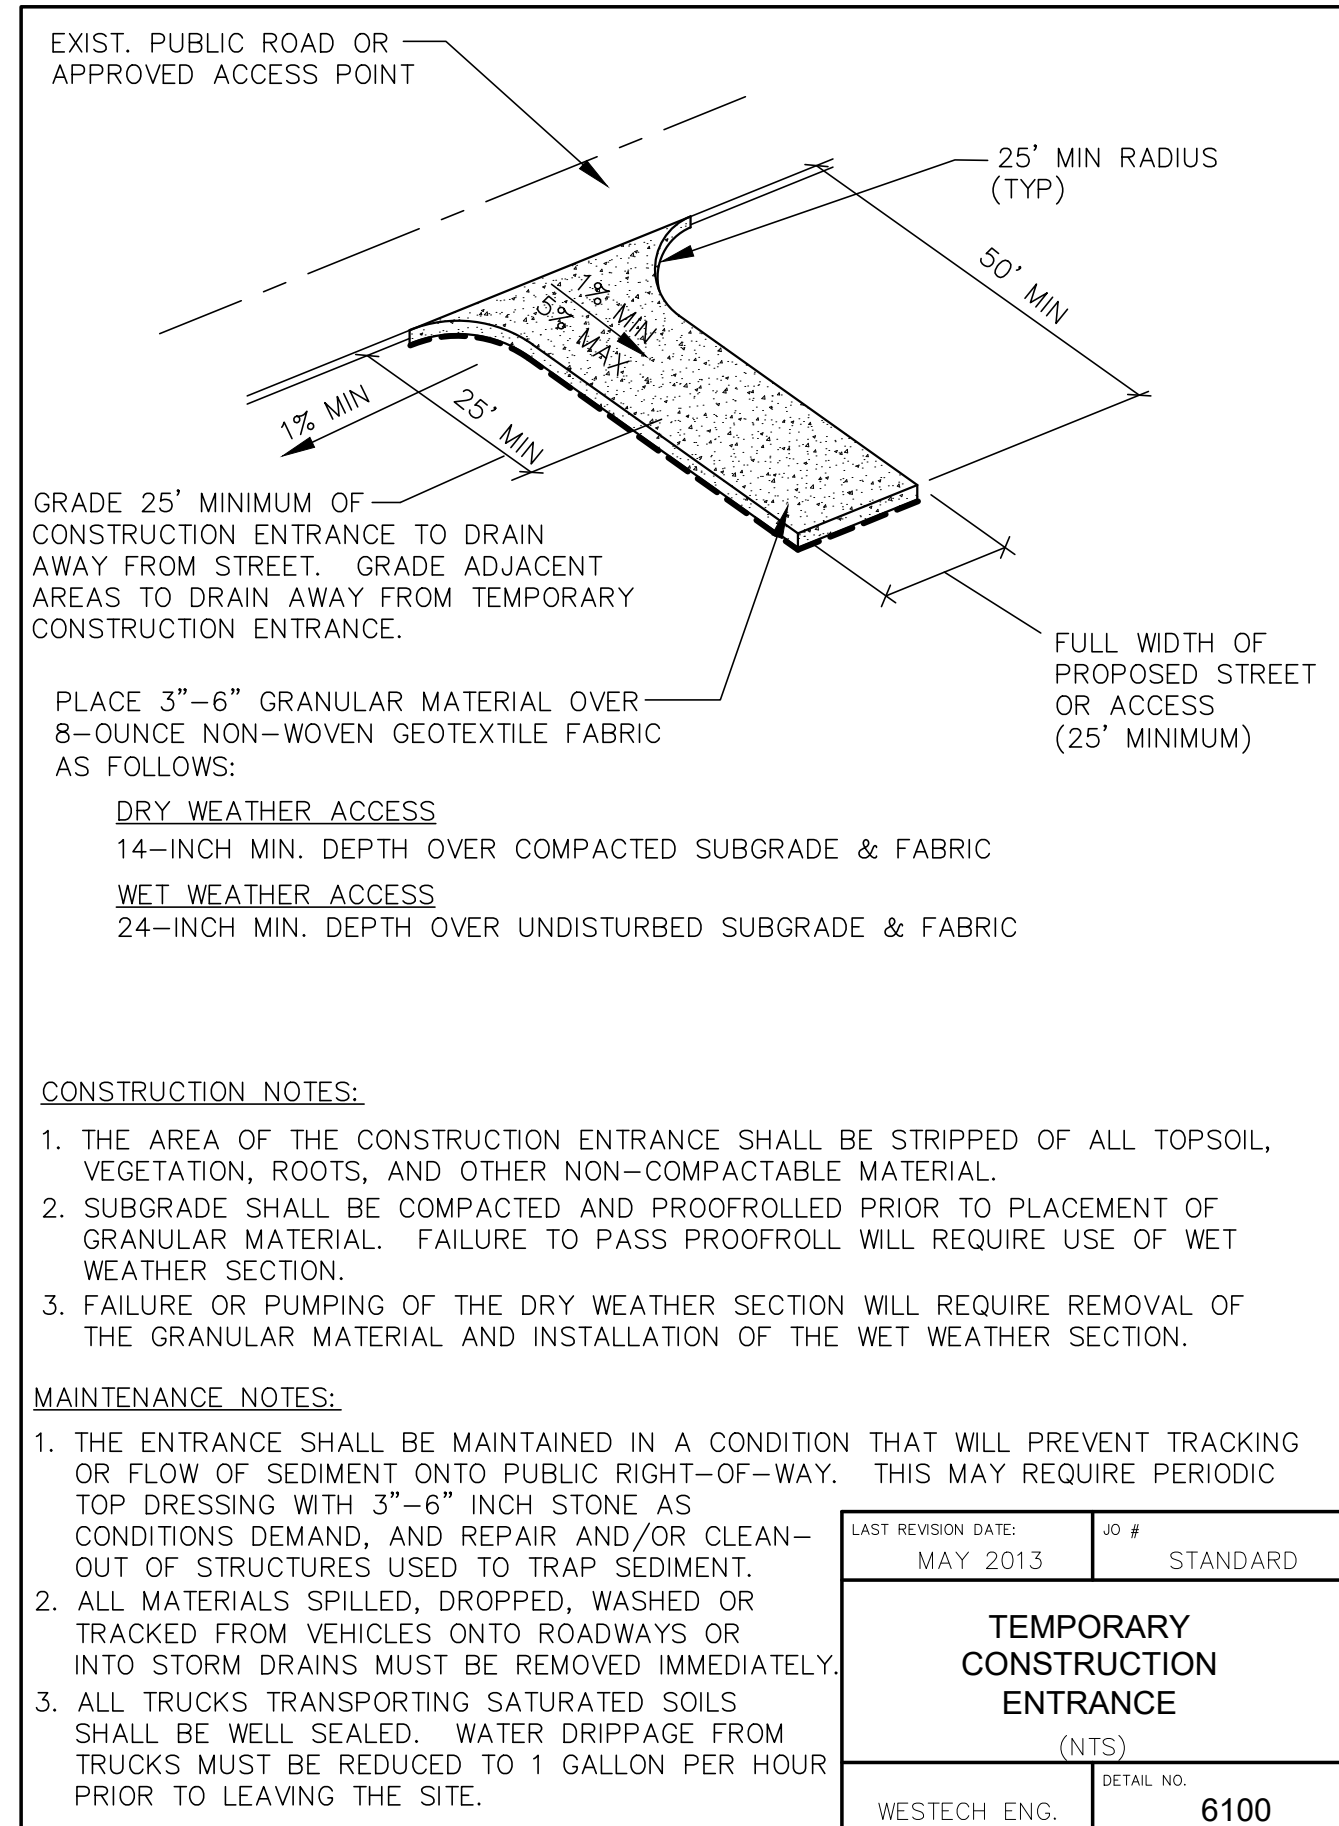 EXIST. PUBLIC ROAD OR
APPROVED ACCESS POINT
25' MIN RADIUS
(TYP)
50' MIN
1% MIN
5% MAX
1% MIN
25' MIN
GRADE 25' MINIMUM OF
CONSTRUCTION ENTRANCE TO DRAIN
AWAY FROM STREET. GRADE ADJACENT
AREAS TO DRAIN AWAY FROM TEMPORARY
CONSTRUCTION ENTRANCE.
FULL WIDTH OF
PROPOSED STREET
OR ACCESS
(25' MINIMUM)
PLACE 3"-6" GRANULAR MATERIAL OVER
8-OUNCE NON-WOVEN GEOTEXTILE FABRIC
AS FOLLOWS:
DRY WEATHER ACCESS
14-INCH MIN. DEPTH OVER COMPACTED SUBGRADE & FABRIC
WET WEATHER ACCESS
24-INCH MIN. DEPTH OVER UNDISTURBED SUBGRADE & FABRIC
CONSTRUCTION NOTES:
1. THE AREA OF THE CONSTRUCTION ENTRANCE SHALL BE STRIPPED OF ALL TOPSOIL,
VEGETATION, ROOTS, AND OTHER NON-COMPACTABLE MATERIAL.
2. SUBGRADE SHALL BE COMPACTED AND PROOFROLLED PRIOR TO PLACEMENT OF
GRANULAR MATERIAL. FAILURE TO PASS PROOFROLL WILL REQUIRE USE OF WET
WEATHER SECTION.
3. FAILURE OR PUMPING OF THE DRY WEATHER SECTION WILL REQUIRE REMOVAL OF
THE GRANULAR MATERIAL AND INSTALLATION OF THE WET WEATHER SECTION.
MAINTENANCE NOTES:
1. THE ENTRANCE SHALL BE MAINTAINED IN A CONDITION THAT WILL PREVENT TRACKING
OR FLOW OF SEDIMENT ONTO PUBLIC RIGHT-OF-WAY. THIS MAY REQUIRE PERIODIC
TOP DRESSING WITH 3"-6" INCH STONE AS
CONDITIONS DEMAND, AND REPAIR AND/OR CLEAN-
OUT OF STRUCTURES USED TO TRAP SEDIMENT.
2. ALL MATERIALS SPILLED, DROPPED, WASHED OR
TRACKED FROM VEHICLES ONTO ROADWAYS OR
INTO STORM DRAINS MUST BE REMOVED IMMEDIATELY.
3. ALL TRUCKS TRANSPORTING SATURATED SOILS
SHALL BE WELL SEALED. WATER DRIPPAGE FROM
TRUCKS MUST BE REDUCED TO 1 GALLON PER HOUR
PRIOR TO LEAVING THE SITE.
LAST REVISION DATE:
MAY 2013
JO #
STANDARD
TEMPORARY
CONSTRUCTION
ENTRANCE
(NTS)
WESTECH ENG.
DETAIL NO.
6100